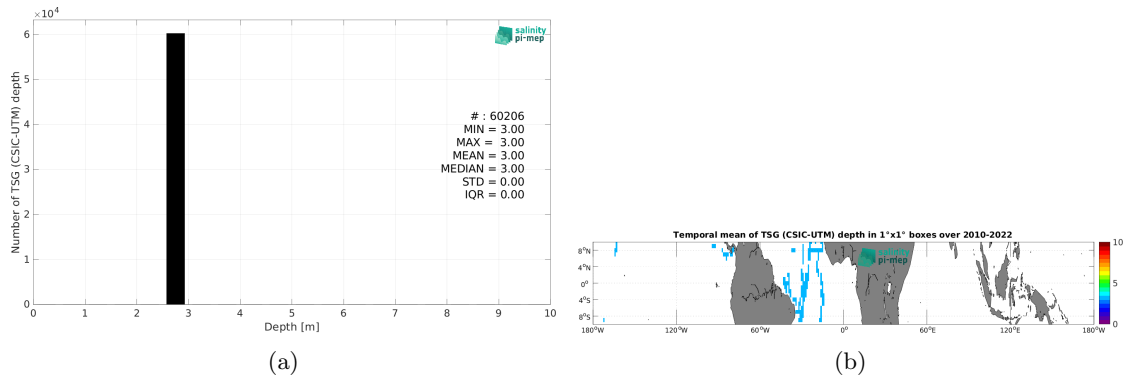 ×10⁴
6
5
4
3
2
1
0
Number of TSG (CSIC-UTM) depth
salinity
pi-mep
# : 60206
MIN = 3.00
MAX = 3.00
MEAN = 3.00
MEDIAN = 3.00
STD = 0.00
IQR = 0.00
0 1 2 3 4 5 6 7 8 9 10
Depth [m]
(a)
Temporal mean of TSG (CSIC-UTM) depth in 1°x1° boxes over 2010-2022
8°N
4°N
0°
4°S
8°S
salinity
pi-mep
10
5
0
180°W 120°W 60°W 0° 60°E 120°E 180°W
(b)